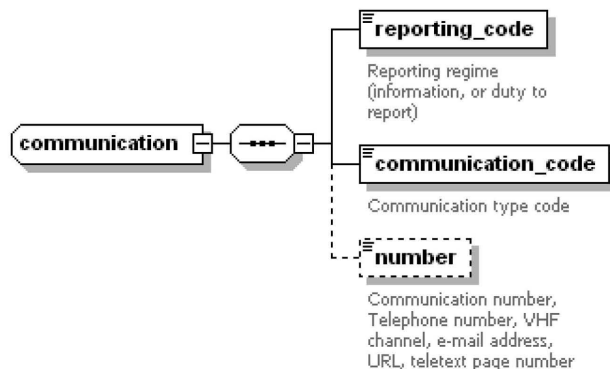 reporting_code
Reporting regime
(information, or duty to
report)
communication
communication_code
Communication type code
number
Communication number,
Telephone number, VHF
channel, e-mail address,
URL, teletext page number